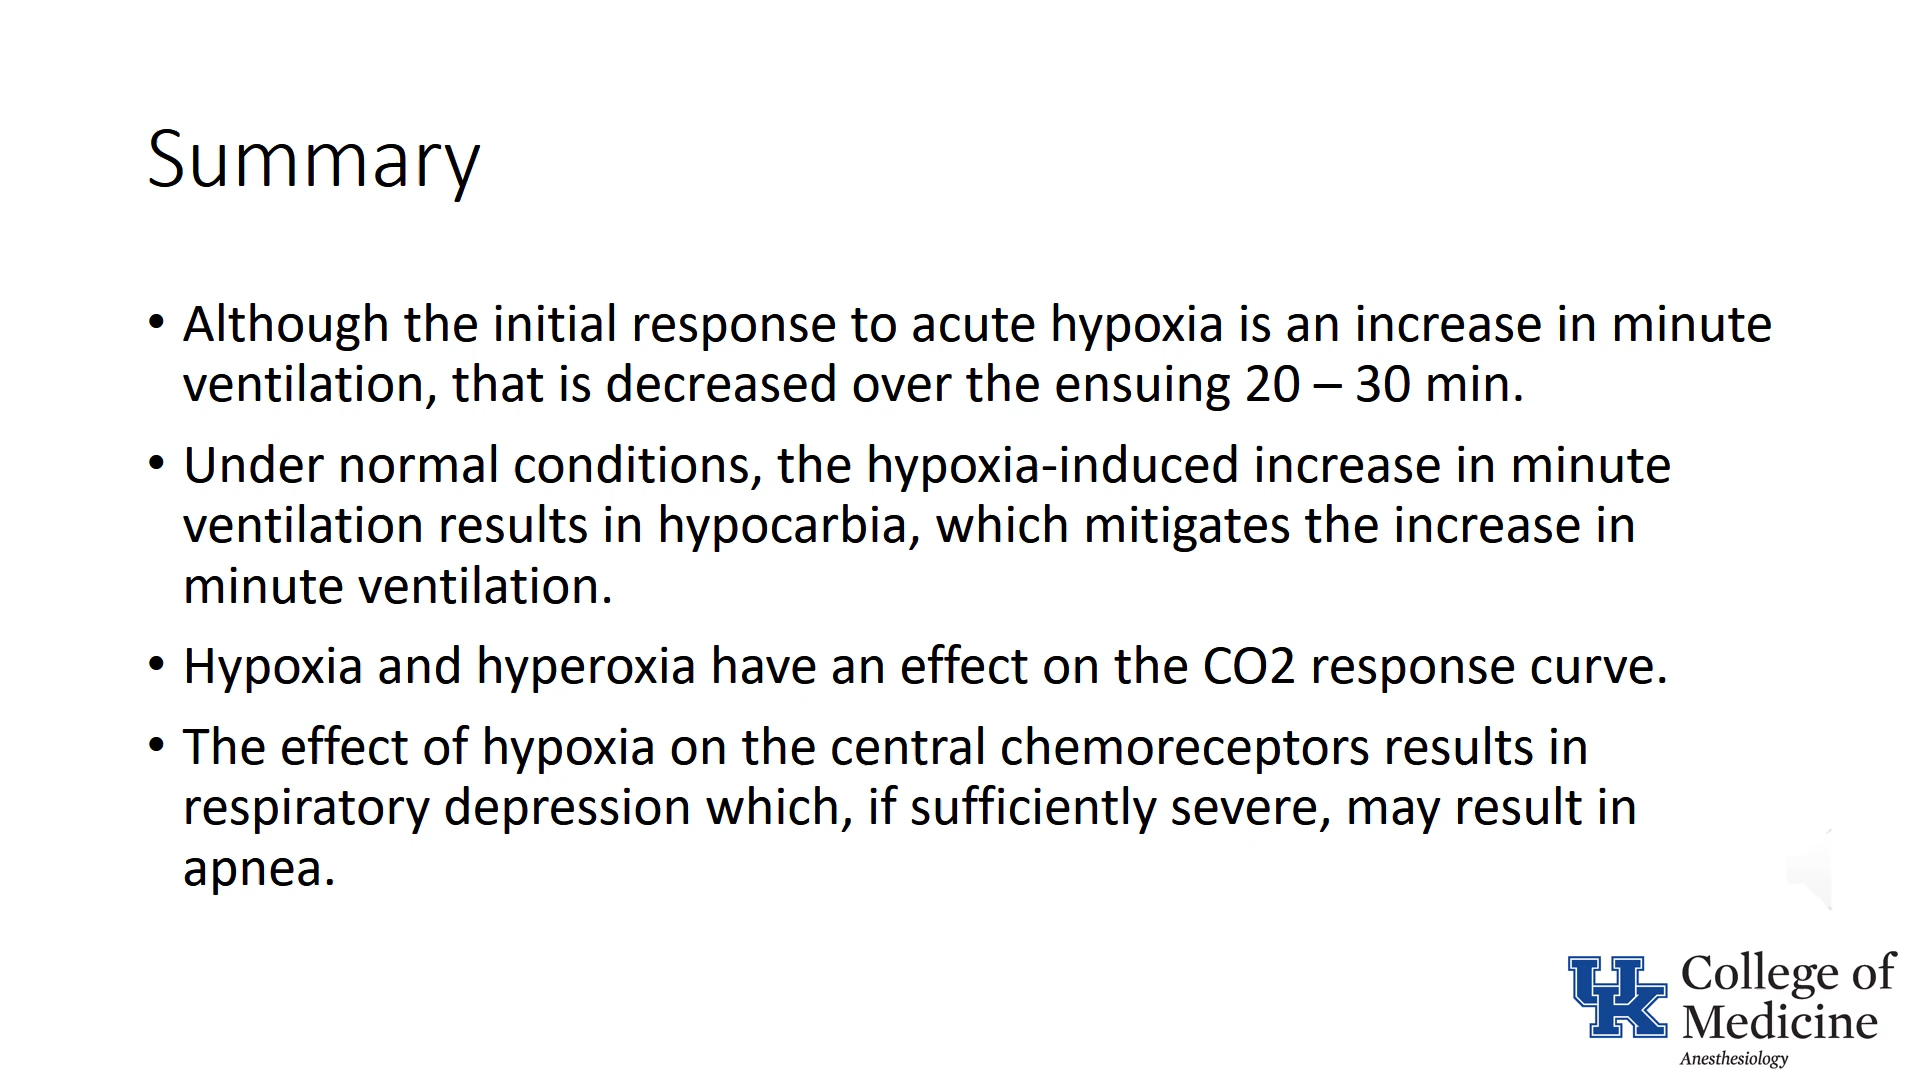 Summary
• Although the initial response to acute hypoxia is an increase in minute
ventilation, that is decreased over the ensuing 20 – 30 min.
• Under normal conditions, the hypoxia-induced increase in minute
ventilation results in hypocarbia, which mitigates the increase in
minute ventilation.
• Hypoxia and hyperoxia have an effect on the CO2 response curve.
• The effect of hypoxia on the central chemoreceptors results in
respiratory depression which, if sufficiently severe, may result in
apnea.
UK
College of
Medicine
Anesthesiology